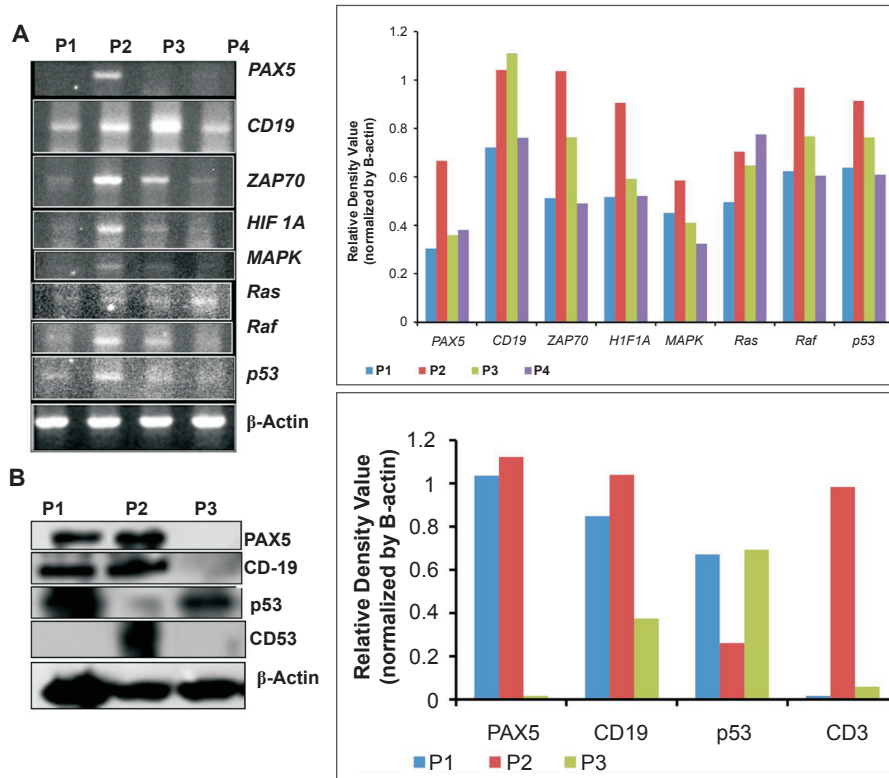 A
P1 P2 P3 P4
PAX5
CD19
ZAP70
HIF 1A
MAPK
Ras
Raf
p53
β-Actin
Relative Density Value
(normalized by B-actin)
1.2
1
0.8
0.6
0.4
0.2
0
PAX5 CD19 ZAP70 H1F1A MAPK Ras Raf p53
P1 P2 P3 P4
B
P1 P2 P3
PAX5
CD-19
p53
CD53
β-Actin
Relative Density Value
(normalized by B-actin)
1.2
1
0.8
0.6
0.4
0.2
0
PAX5 CD19 p53 CD3
P1 P2 P3